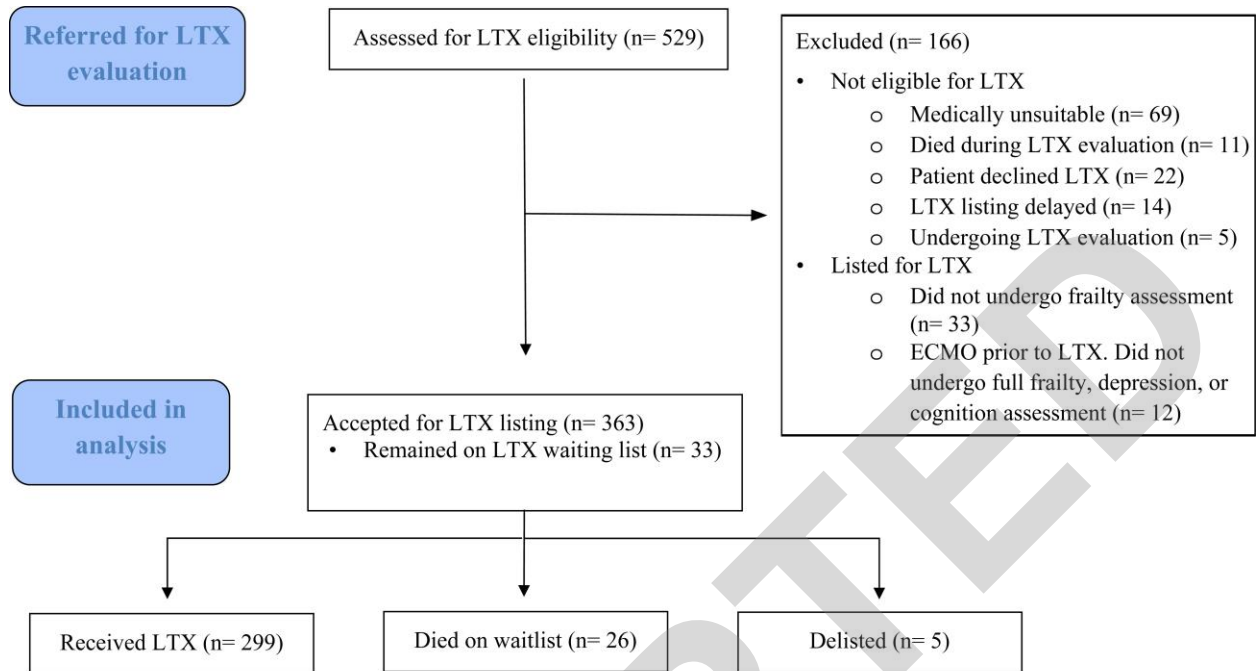 Referred for LTX
evaluation
Assessed for LTX eligibility (n= 529)
Excluded (n= 166)
• Not eligible for LTX
o Medically unsuitable (n= 69)
o Died during LTX evaluation (n= 11)
o Patient declined LTX (n= 22)
o LTX listing delayed (n= 14)
o Undergoing LTX evaluation (n= 5)
• Listed for LTX
o Did not undergo frailty assessment
(n= 33)
o ECMO prior to LTX. Did not
undergo full frailty, depression, or
cognition assessment (n= 12)
Included in
analysis
Accepted for LTX listing (n= 363)
• Remained on LTX waiting list (n= 33)
Received LTX (n= 299)
Died on waitlist (n= 26)
Delisted (n= 5)
PTED